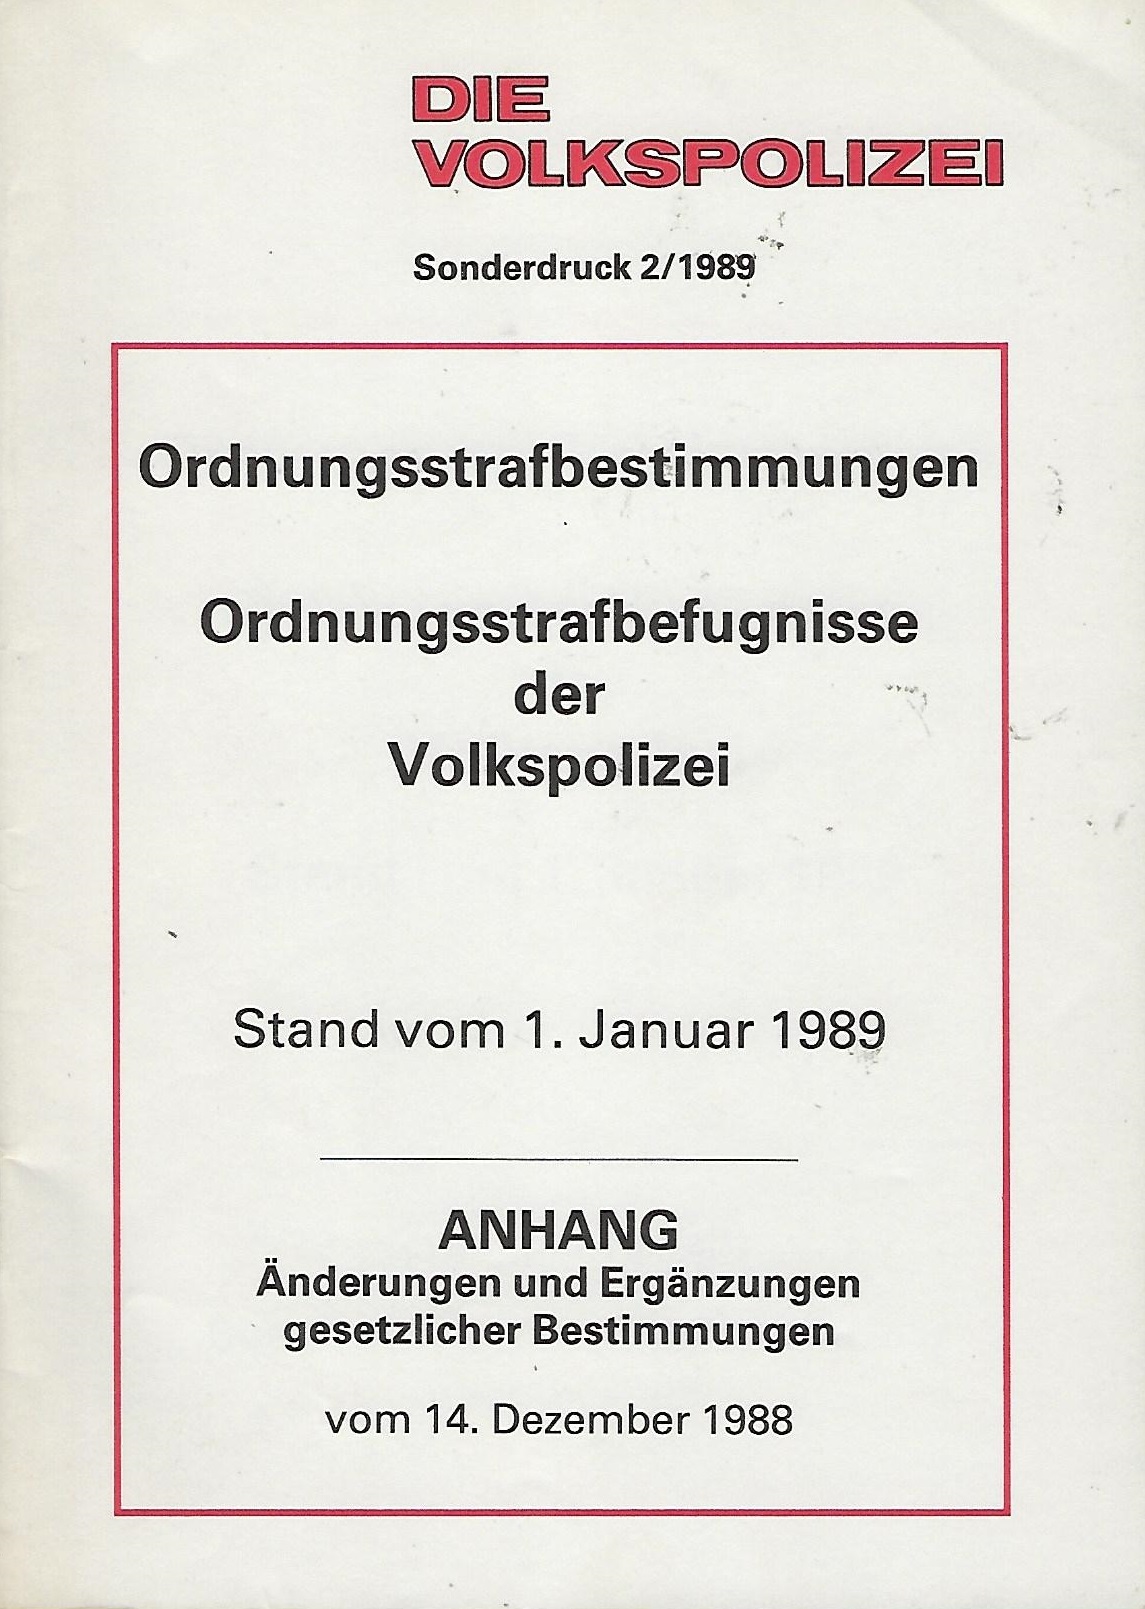 DIE
VOLKSPOLIZEI
Sonderdruck 2/1989
Ordnungsstrafbestimmungen
Ordnungsstrafbefugnisse
der
Volkspolizei
Stand vom 1. Januar 1989
ANHANG
Änderungen und Ergänzungen
gesetzlicher Bestimmungen
vom 14. Dezember 1988